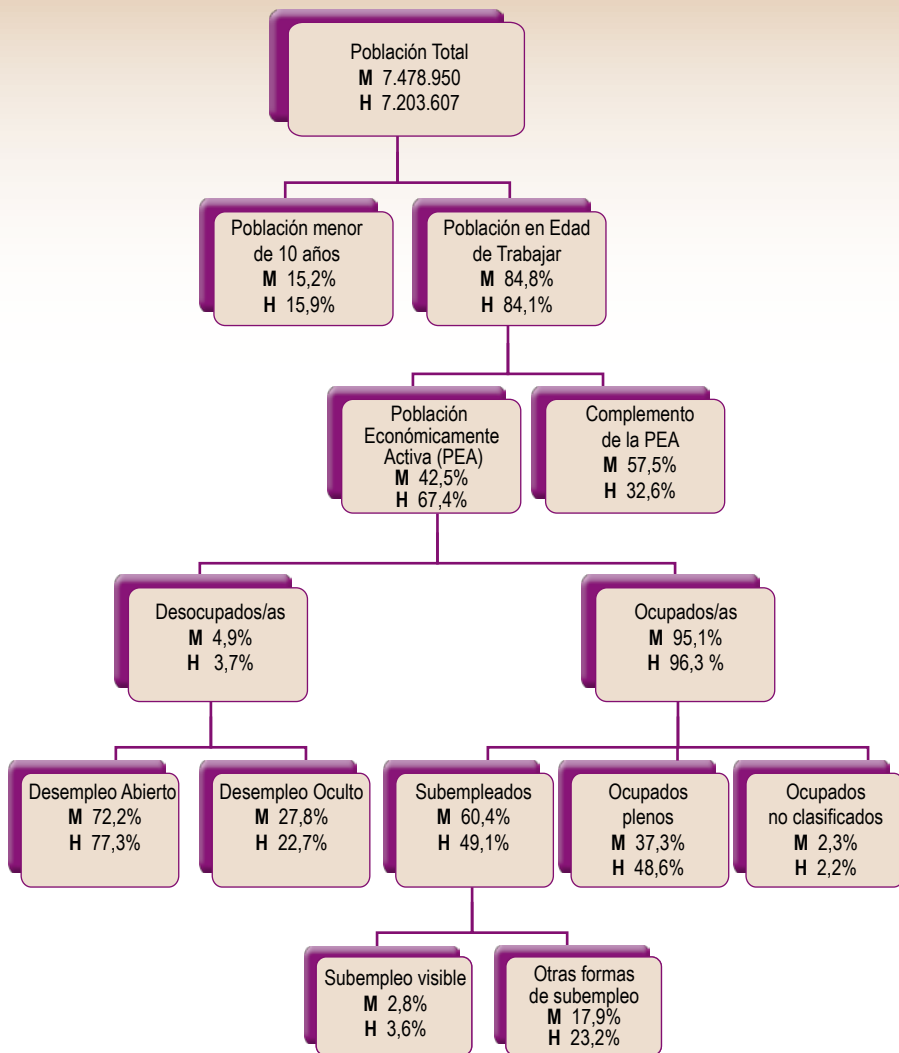 Población Total
M 7.478.950
H 7.203.607
Población menor
de 10 años
M 15,2%
H 15,9%
Población en Edad
de Trabajar
M 84,8%
H 84,1%
Población
Económicamente
Activa (PEA)
M 42,5%
H 67,4%
Complemento
de la PEA
M 57,5%
H 32,6%
Desocupados/as
M 4,9%
H 3,7%
Ocupados/as
M 95,1%
H 96,3 %
Desempleo Abierto
M 72,2%
H 77,3%
Desempleo Oculto
M 27,8%
H 22,7%
Subempleados
M 60,4%
H 49,1%
Ocupados
plenos
M 37,3%
H 48,6%
Ocupados
no clasificados
M 2,3%
H 2,2%
Subempleo visible
M 2,8%
H 3,6%
Otras formas
de subempleo
M 17,9%
H 23,2%